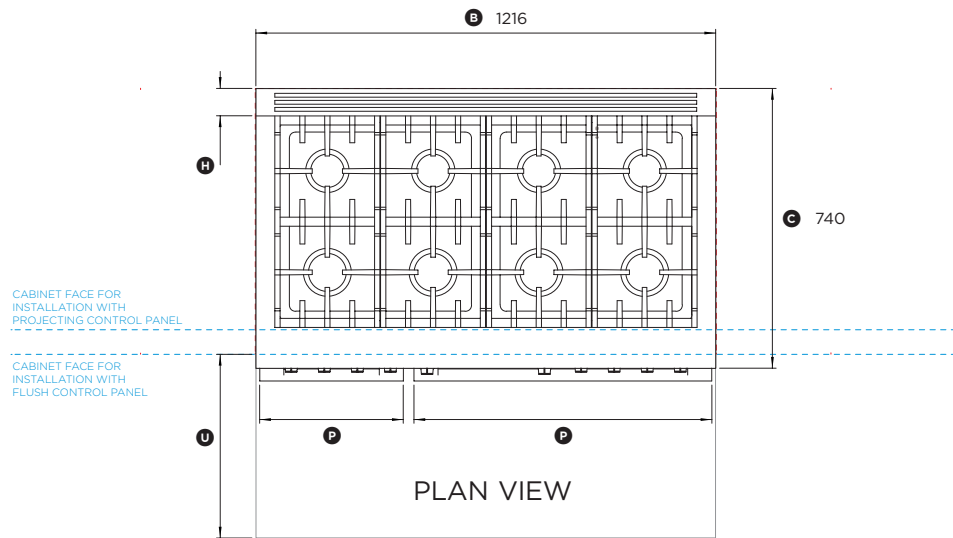 B 1216
H
C 740
CABINET FACE FOR
INSTALLATION WITH
PROJECTING CONTROL PANEL
CABINET FACE FOR
INSTALLATION WITH
FLUSH CONTROL PANEL
U
P
P
PLAN VIEW